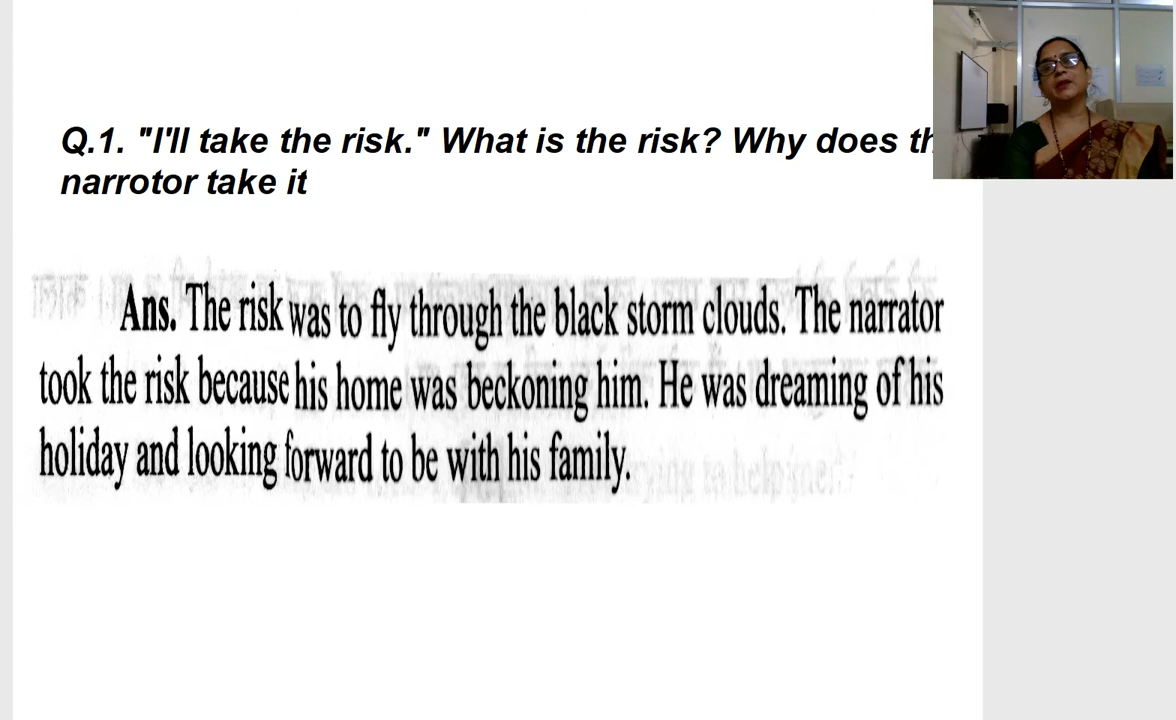 Q.1. "I'll take the risk." What is the risk? Why does th
narrotor take it
Ans. The risk was to fly through the black storm clouds. The narrator
took the risk because his home was beckoning him. He was dreaming of his
holiday and looking forward to be with his family.